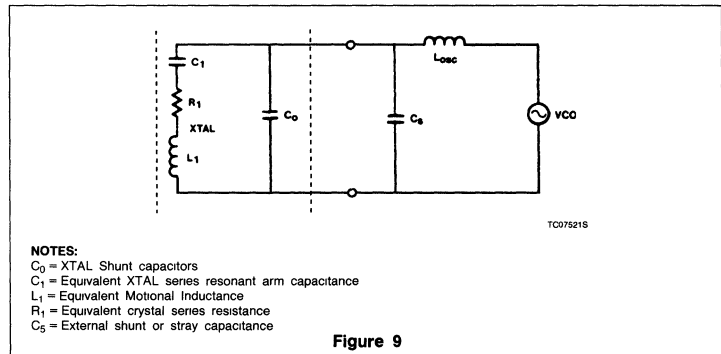 C1
R1
XTAL
L1
Co
Cs
Losc
VCO
TC07521S
NOTES:
C0 = XTAL Shunt capacitors
C1 = Equivalent XTAL series resonant arm capacitance
L1 = Equivalent Motional Inductance
R1 = Equivalent crystal series resistance
C5 = External shunt or stray capacitance
Figure 9